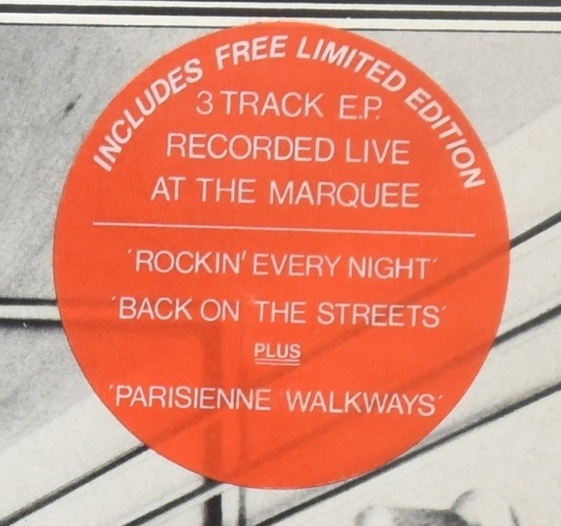 INCLUDES FREE LIMITED EDITION
3 TRACK E.P.
RECORDED LIVE
AT THE MARQUEE
'ROCKIN' EVERY NIGHT'
'BACK ON THE STREETS'
PLUS
'PARISIENNE WALKWAYS'